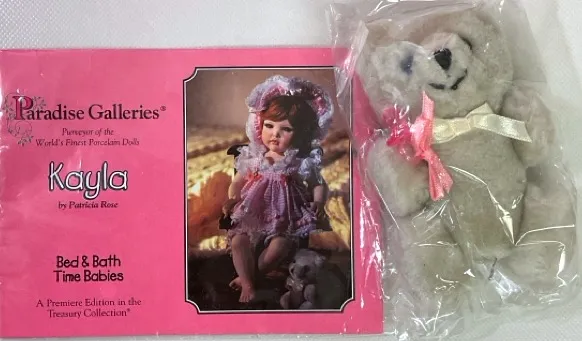 Paradise Galleries®
Purveyor of the
World's Finest Porcelain Dolls
Kayla
by Patricia Rose
Bed & Bath
Time Babies
A Premiere Edition in the
Treasury Collection®